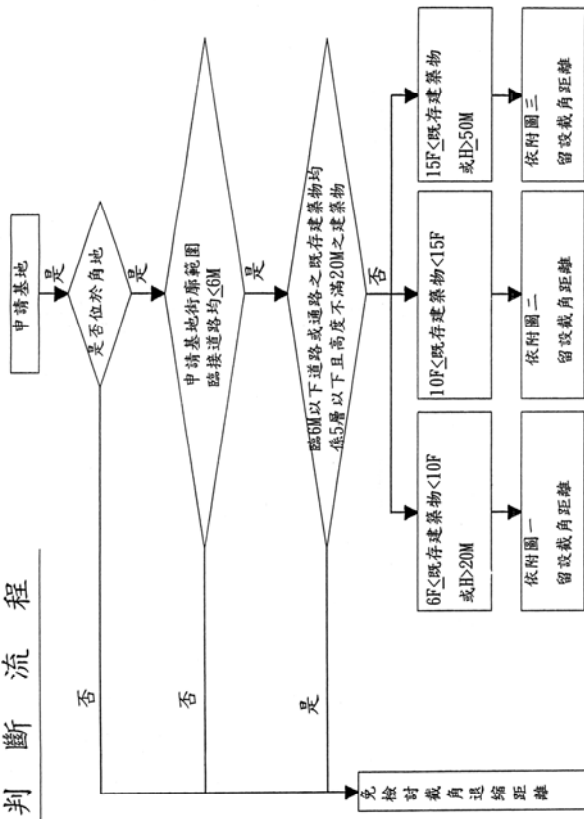 判斷流程
申請基地
是
是否位於角地
是
否
申請基地街廓範圍
臨接道路均≤6M
是
否
臨6M以下道路或通路之既存建築物均
係5層以下且高度不滿20M之建築物
否
是
6F≤既存建築物<10F
或H>20M
10F≤既存建築物<15F
15F≤既存建築物
或H≥50M
依附圖一
留設截角距離
依附圖二
留設截角距離
依附圖三
留設截角距離
免檢討截角退縮距離